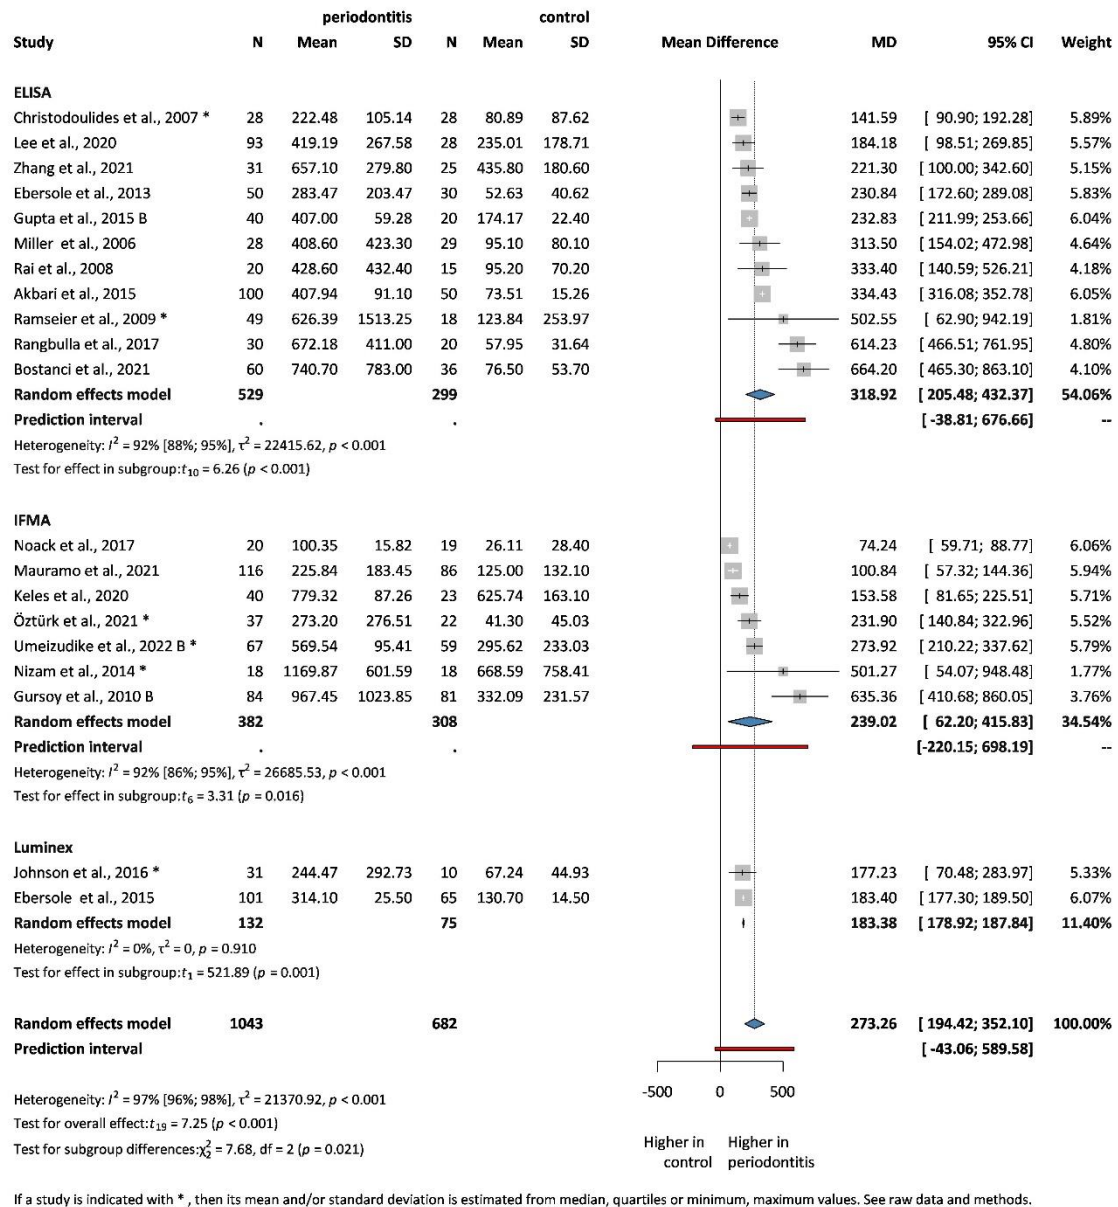 periodontitis control
Study N Mean SD N Mean SD Mean Difference MD 95% CI Weight
ELISA
Christodoulides et al., 2007 * 28 222.48 105.14 28 80.89 87.62 141.59 [ 90.90; 192.28] 5.89%
Lee et al., 2020 93 419.19 267.58 28 235.01 178.71 184.18 [ 98.51; 269.85] 5.57%
Zhang et al., 2021 31 657.10 279.80 25 435.80 180.60 221.30 [ 100.00; 342.60] 5.15%
Ebersole et al., 2013 50 283.47 203.47 30 52.63 40.62 230.84 [ 172.60; 289.08] 5.83%
Gupta et al., 2015 B 40 407.00 59.28 20 174.17 22.40 232.83 [ 211.99; 253.66] 6.04%
Miller et al., 2006 28 408.60 423.30 29 95.10 80.10 313.50 [ 154.02; 472.98] 4.64%
Rai et al., 2008 20 428.60 432.40 15 95.20 70.20 333.40 [ 140.59; 526.21] 4.18%
Akbari et al., 2015 100 407.94 91.10 50 73.51 15.26 334.43 [ 316.08; 352.78] 6.05%
Ramseier et al., 2009 * 49 626.39 1513.25 18 123.84 253.97 502.55 [ 62.90; 942.19] 1.81%
Rangbulla et al., 2017 30 672.18 411.00 20 57.95 31.64 614.23 [ 466.51; 761.95] 4.80%
Bostanci et al., 2021 60 740.70 783.00 36 76.50 53.70 664.20 [ 465.30; 863.10] 4.10%
Random effects model 529 299 318.92 [ 205.48; 432.37] 54.06%
Prediction interval . . [ -38.81; 676.66] --
Heterogeneity: I² = 92% [88%; 95%], τ² = 22415.62, p < 0.001
Test for effect in subgroup:t₁₀ = 6.26 (p < 0.001)
IFMA
Noack et al., 2017 20 100.35 15.82 19 26.11 28.40 74.24 [ 59.71; 88.77] 6.06%
Mauramo et al., 2021 116 225.84 183.45 86 125.00 132.10 100.84 [ 57.32; 144.36] 5.94%
Keles et al., 2020 40 779.32 87.26 23 625.74 163.10 153.58 [ 81.65; 225.51] 5.71%
Öztürk et al., 2021 * 37 273.20 276.51 22 41.30 45.03 231.90 [ 140.84; 322.96] 5.52%
Umeizudike et al., 2022 B * 67 569.54 95.41 59 295.62 233.03 273.92 [ 210.22; 337.62] 5.79%
Nizam et al., 2014 * 18 1169.87 601.59 18 668.59 758.41 501.27 [ 54.07; 948.48] 1.77%
Gursoy et al., 2010 B 84 967.45 1023.85 81 332.09 231.57 635.36 [ 410.68; 860.05] 3.76%
Random effects model 382 308 239.02 [ 62.20; 415.83] 34.54%
Prediction interval . . [-220.15; 698.19] --
Heterogeneity: I² = 92% [86%; 95%], τ² = 26685.53, p < 0.001
Test for effect in subgroup:t₆ = 3.31 (p = 0.016)
Luminex
Johnson et al., 2016 * 31 244.47 292.73 10 67.24 44.93 177.23 [ 70.48; 283.97] 5.33%
Ebersole et al., 2015 101 314.10 25.50 65 130.70 14.50 183.40 [ 177.30; 189.50] 6.07%
Random effects model 132 75 183.38 [ 178.92; 187.84] 11.40%
Heterogeneity: I² = 0%, τ² = 0, p = 0.910
Test for effect in subgroup:t₁ = 521.89 (p = 0.001)
Random effects model 1043 682 273.26 [ 194.42; 352.10] 100.00%
Prediction interval [ -43.06; 589.58] --
-500 0 500
Heterogeneity: I² = 97% [96%; 98%], τ² = 21370.92, p < 0.001
Test for overall effect:t₁₉ = 7.25 (p < 0.001)
Test for subgroup differences:χ²₂ = 7.68, df = 2 (p = 0.021)
Higher in Higher in
control periodontitis
If a study is indicated with * , then its mean and/or standard deviation is estimated from median, quartiles or minimum, maximum values. See raw data and methods.